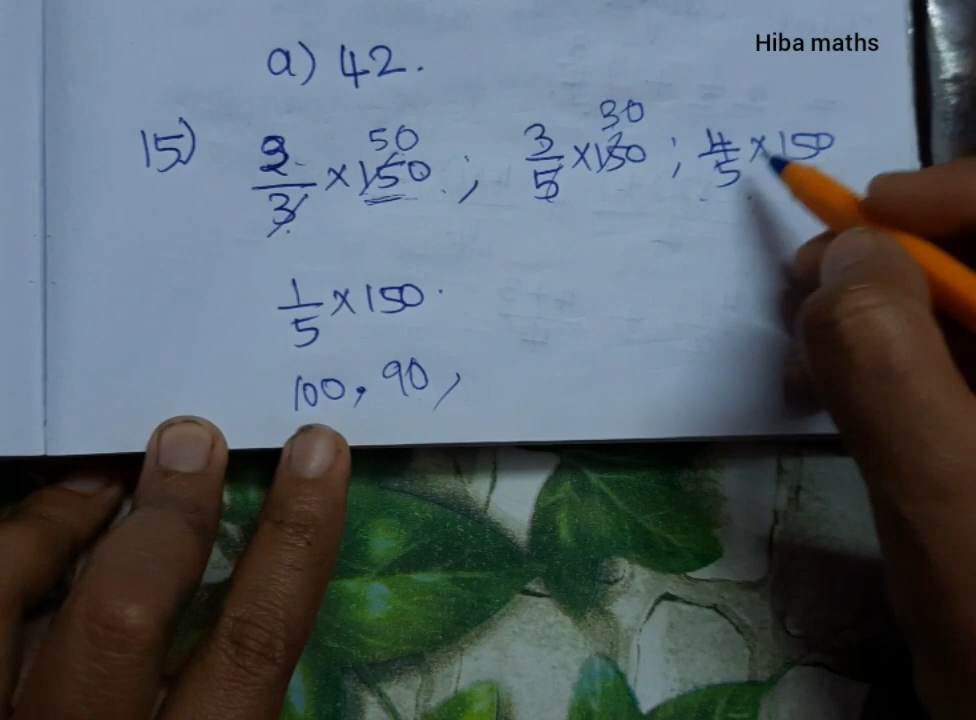 Hiba maths
a) 42.
15) 2/3 × 150 50 ; 3/5 × 150 30 ; 4/5 × 150
1/5 × 150.
100, 90,